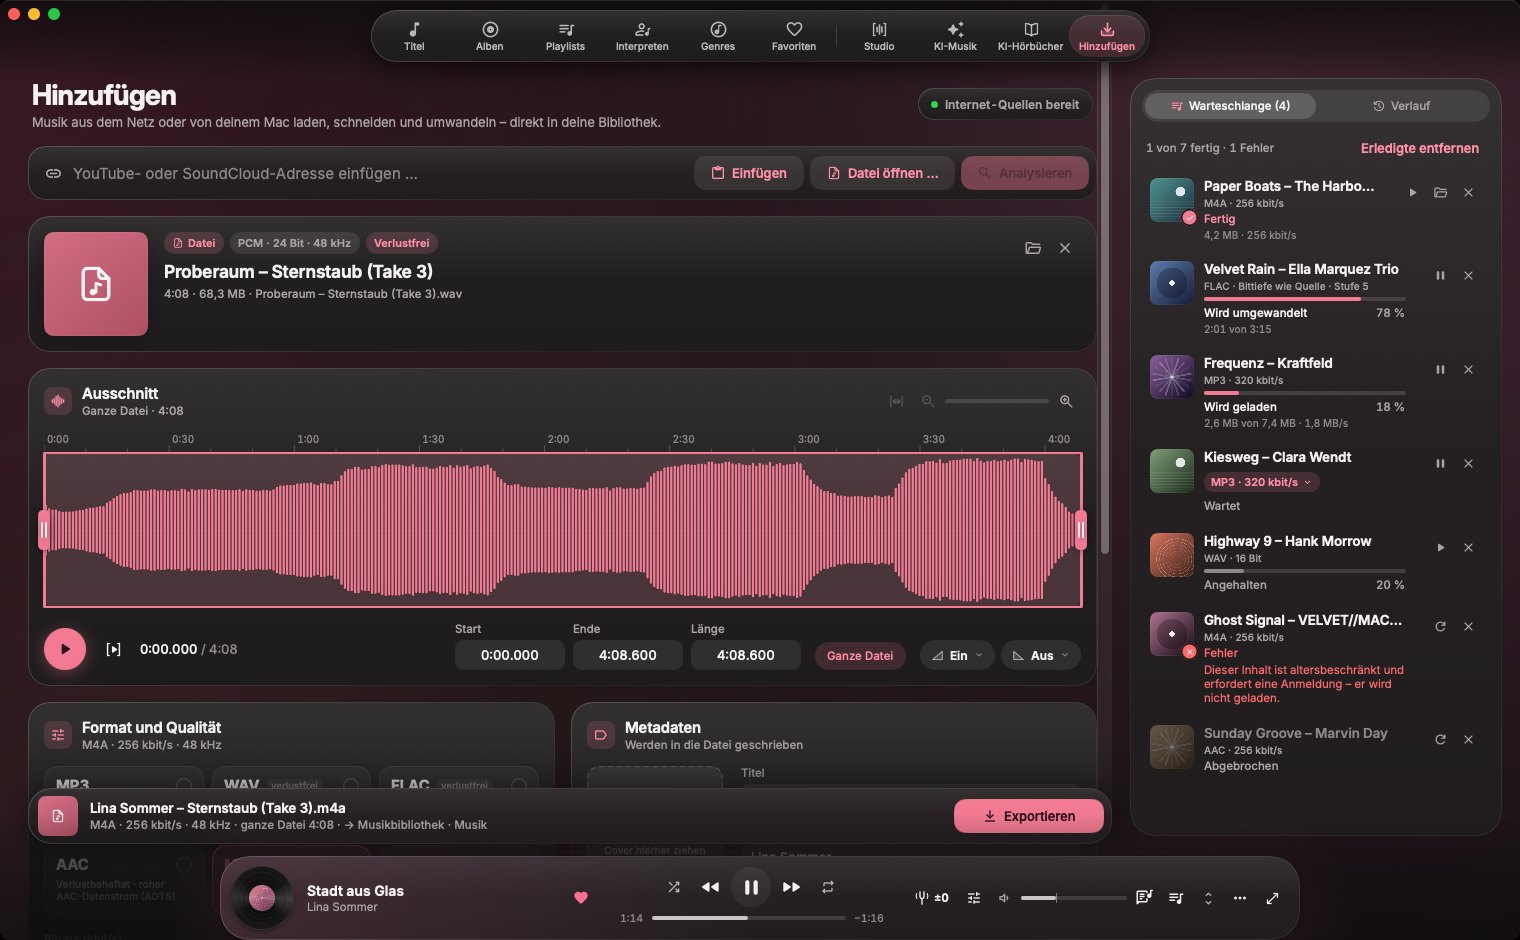 Titel
Alben
Playlists
Interpreten
Genres
Favoriten
Studio
KI-Musik
KI-Hörbücher
Hinzufügen
Hinzufügen
Musik aus dem Netz oder von deinem Mac laden, schneiden und umwandeln – direkt in deine Bibliothek.
Internet-Quellen bereit
YouTube- oder SoundCloud-Adresse einfügen ...
Einfügen
Datei öffnen ...
Analysieren
Datei
PCM · 24 Bit · 48 kHz
Verlustfrei
Proberaum – Sternstaub (Take 3)
4:08 · 68,3 MB · Proberaum – Sternstaub (Take 3).wav
Ausschnitt
Ganze Datei · 4:08
0:00
0:30
1:00
1:30
2:00
2:30
3:00
3:30
4:00
0:00.000 / 4:08
Start
0:00.000
Ende
4:08.600
Länge
4:08.600
Ganze Datei
Ein
Aus
Format und Qualität
M4A · 256 kbit/s · 48 kHz
MP3
WAV verlustfrei
FLAC verlustfrei
Metadaten
Werden in die Datei geschrieben
Titel
Lina Sommer – Sternstaub (Take 3).m4a
M4A · 256 kbit/s · 48 kHz · ganze Datei 4:08 · → Musikbibliothek · Musik
Exportieren
Cover hierher ziehen
Lina Sommer
AAC
Verlustbehaftet · roher
AAC-Datenstrom (ADTS)
Stadt aus Glas
Lina Sommer
1:14
−1:16
±0
Warteschlange (4)
Verlauf
1 von 7 fertig · 1 Fehler
Erledigte entfernen
Paper Boats – The Harbo...
M4A · 256 kbit/s
Fertig
4,2 MB · 256 kbit/s
Velvet Rain – Ella Marquez Trio
FLAC · Bittiefe wie Quelle · Stufe 5
Wird umgewandelt
78 %
2:01 von 3:15
Frequenz – Kraftfeld
MP3 · 320 kbit/s
Wird geladen
18 %
2,6 MB von 7,4 MB · 1,8 MB/s
Kiesweg – Clara Wendt
MP3 · 320 kbit/s
Wartet
Highway 9 – Hank Morrow
WAV · 16 Bit
Angehalten
20 %
Ghost Signal – VELVET//MAC...
M4A · 256 kbit/s
Fehler
Dieser Inhalt ist altersbeschränkt und
erfordert eine Anmeldung – er wird
nicht geladen.
Sunday Groove – Marvin Day
AAC · 256 kbit/s
Abgebrochen